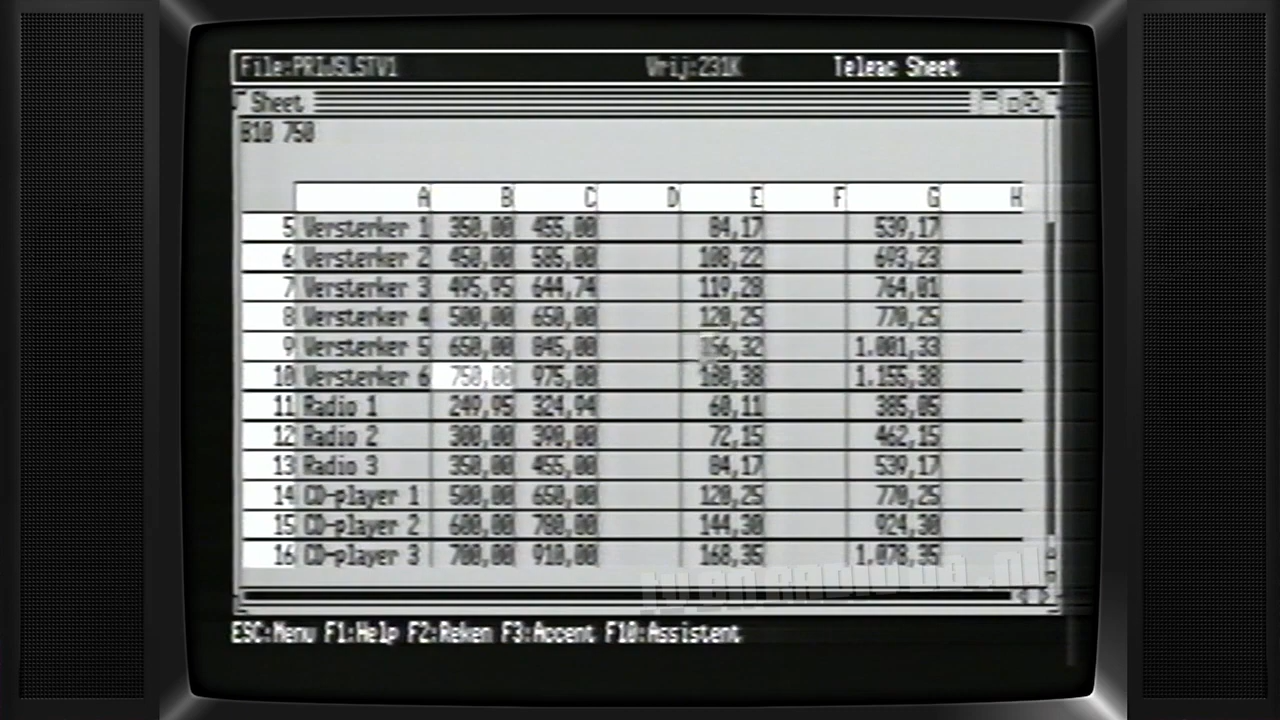 File:PRIJSLSTV1 Vrij:231K Teleac Sheet
Sheet
B10 750
A B C D E F G H
5 Versterker 1 350,00 455,00 84,17 539,17
6 Versterker 2 450,00 585,00 108,22 693,23
7 Versterker 3 495,95 644,74 119,28 764,01
8 Versterker 4 500,00 650,00 120,25 770,25
9 Versterker 5 650,00 845,00 156,32 1.001,33
10 Versterker 6 750,00 975,00 180,38 1.155,38
11 Radio 1 249,95 324,94 60,11 385,05
12 Radio 2 300,00 390,00 72,15 462,15
13 Radio 3 350,00 455,00 84,17 539,17
14 CD-player 1 500,00 650,00 120,25 770,25
15 CD-player 2 600,00 780,00 144,30 924,30
16 CD-player 3 700,00 910,00 168,35 1.078,35
ESC:Menu F1:Help F2:Reken F3:Accent F10:Assistent